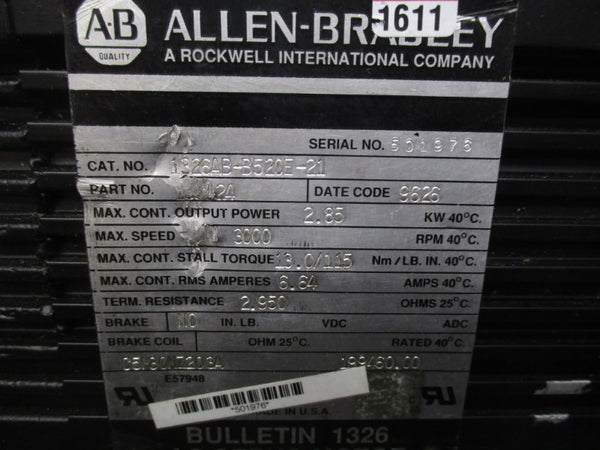 A-B
QUALITY
ALLEN-BRADLEY
1611
A ROCKWELL INTERNATIONAL COMPANY
SERIAL NO. 501976
CAT. NO. 1326AB-B520E-21
PART NO. DATE CODE 9626
MAX. CONT. OUTPUT POWER 2.85 KW 40°C.
MAX. SPEED 3000 RPM 40°C.
MAX. CONT. STALL TORQUE 13.0/115 Nm / LB. IN. 40°C.
MAX. CONT. RMS AMPERES 6.64 AMPS 40°C.
TERM. RESISTANCE 2.950 OHMS 25°C.
BRAKE NO IN. LB. VDC ADC
BRAKE COIL OHM 25°C. RATED 40°C.
199460.00
E57948
*501976*
MADE IN U.S.A.
BULLETIN 1326